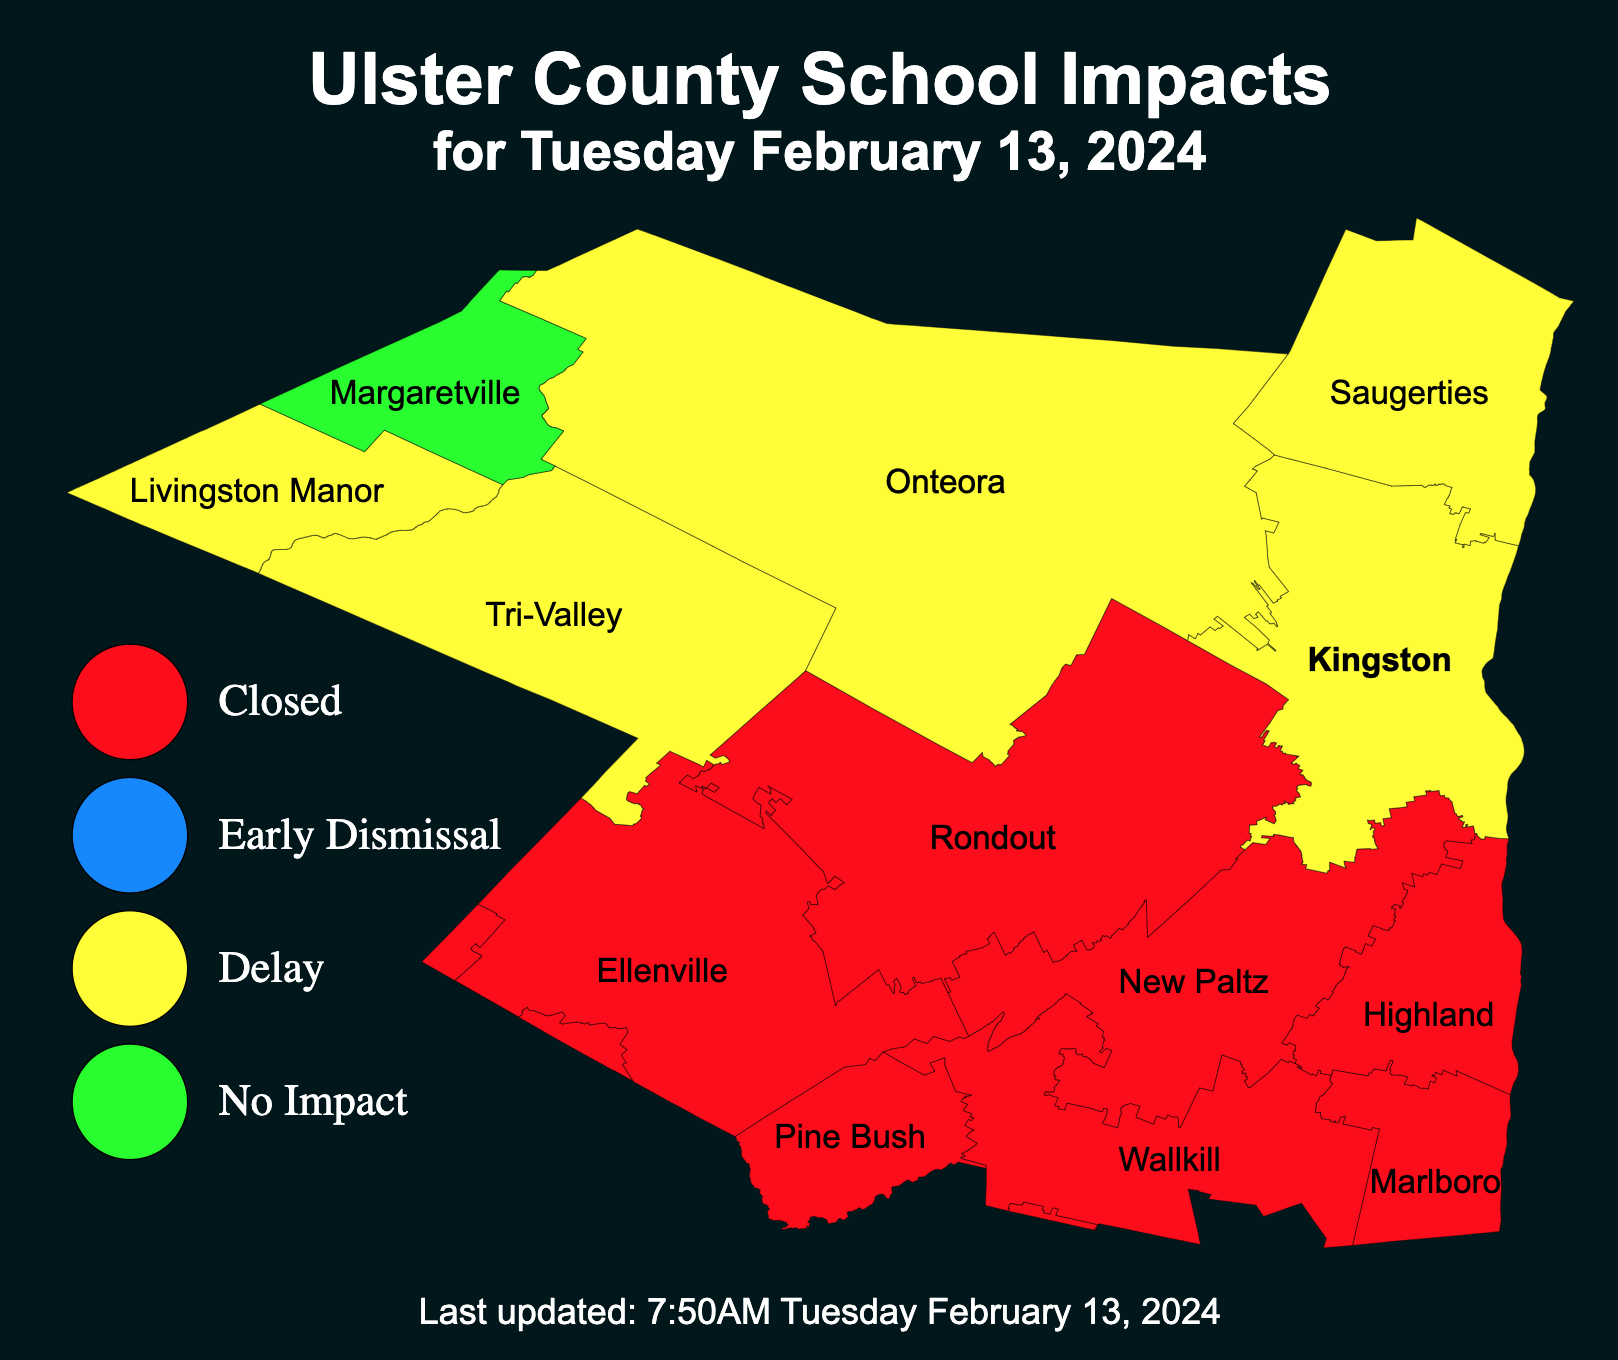 Ulster County School Impacts
for Tuesday February 13, 2024
Margaretville
Saugerties
Livingston Manor
Onteora
Tri-Valley
Kingston
Closed
Early Dismissal
Rondout
Delay
Ellenville
New Paltz
Highland
No Impact
Pine Bush
Wallkill
Marlboro
Last updated: 7:50AM Tuesday February 13, 2024